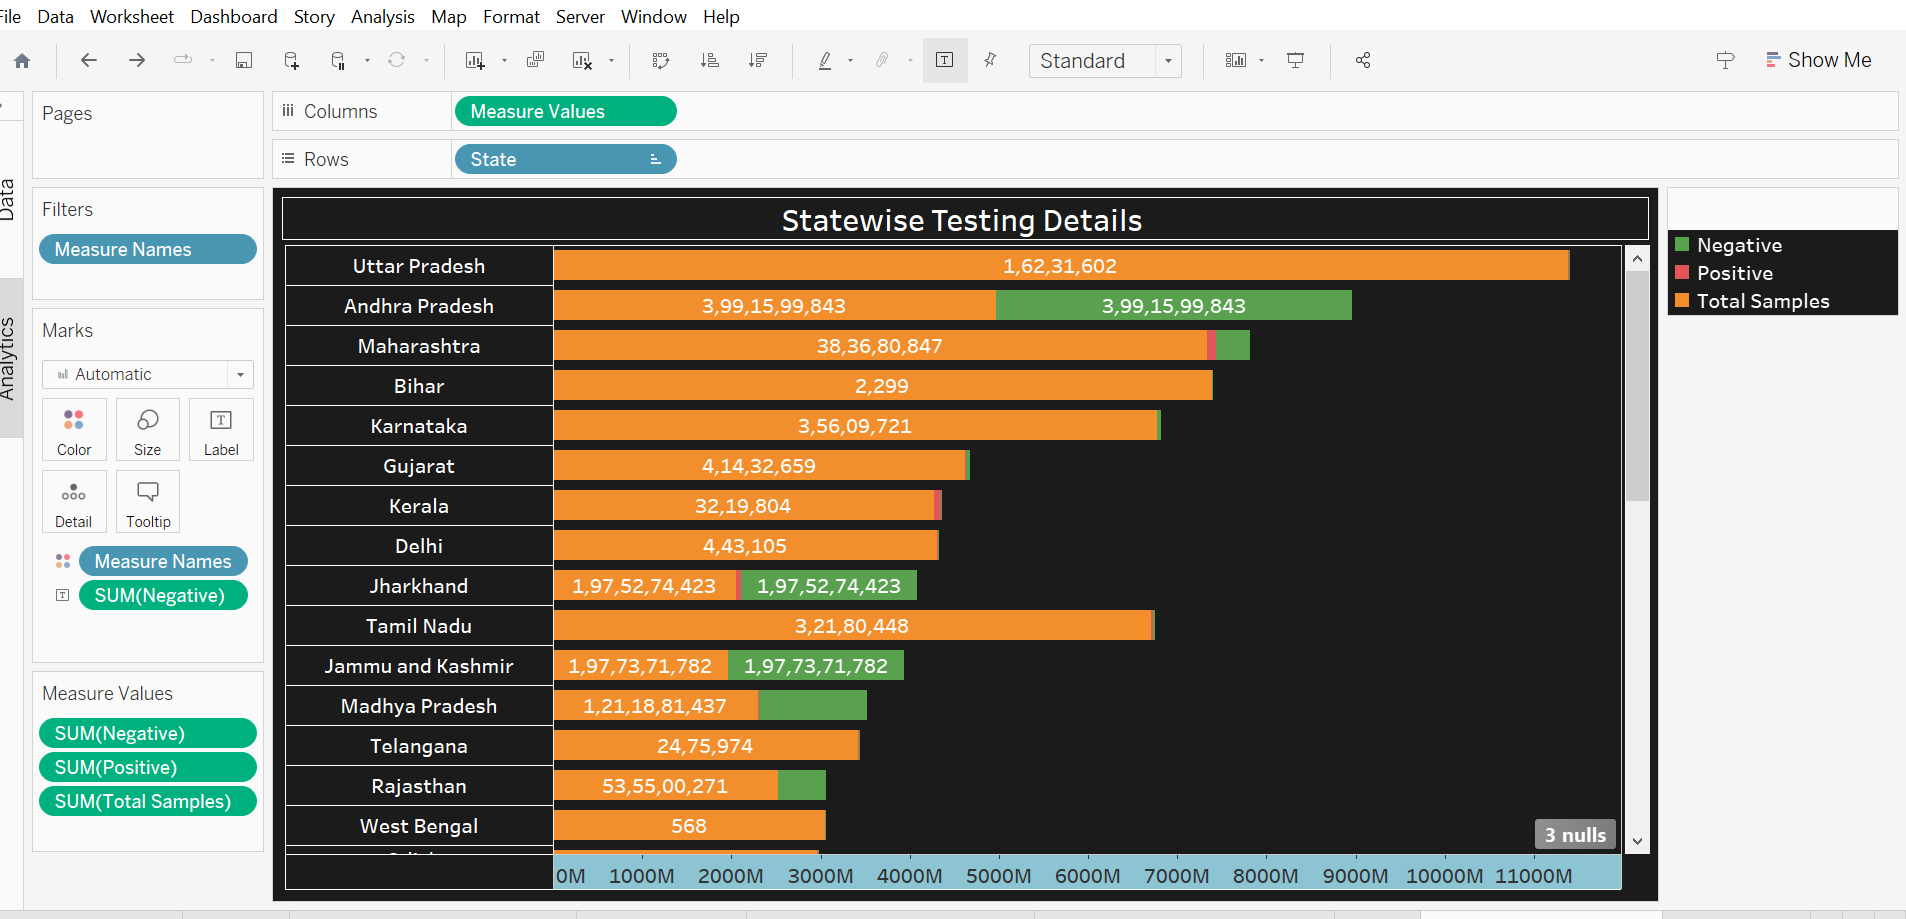 File Data Worksheet Dashboard Story Analysis Map Format Server Window Help
Standard
Show Me
Pages
Columns
Measure Values
Rows
State
Data
Analytics
Filters
Measure Names
Marks
Automatic
Color Size Label
Detail Tooltip
Measure Names
SUM(Negative)
Measure Values
SUM(Negative)
SUM(Positive)
SUM(Total Samples)
Statewise Testing Details
Uttar Pradesh 1,62,31,602
Andhra Pradesh 3,99,15,99,843 3,99,15,99,843
Maharashtra 38,36,80,847
Bihar 2,299
Karnataka 3,56,09,721
Gujarat 4,14,32,659
Kerala 32,19,804
Delhi 4,43,105
Jharkhand 1,97,52,74,423 1,97,52,74,423
Tamil Nadu 3,21,80,448
Jammu and Kashmir 1,97,73,71,782 1,97,73,71,782
Madhya Pradesh 1,21,18,81,437
Telangana 24,75,974
Rajasthan 53,55,00,271
West Bengal 568
3 nulls
0M 1000M 2000M 3000M 4000M 5000M 6000M 7000M 8000M 9000M 10000M 11000M
Negative
Positive
Total Samples